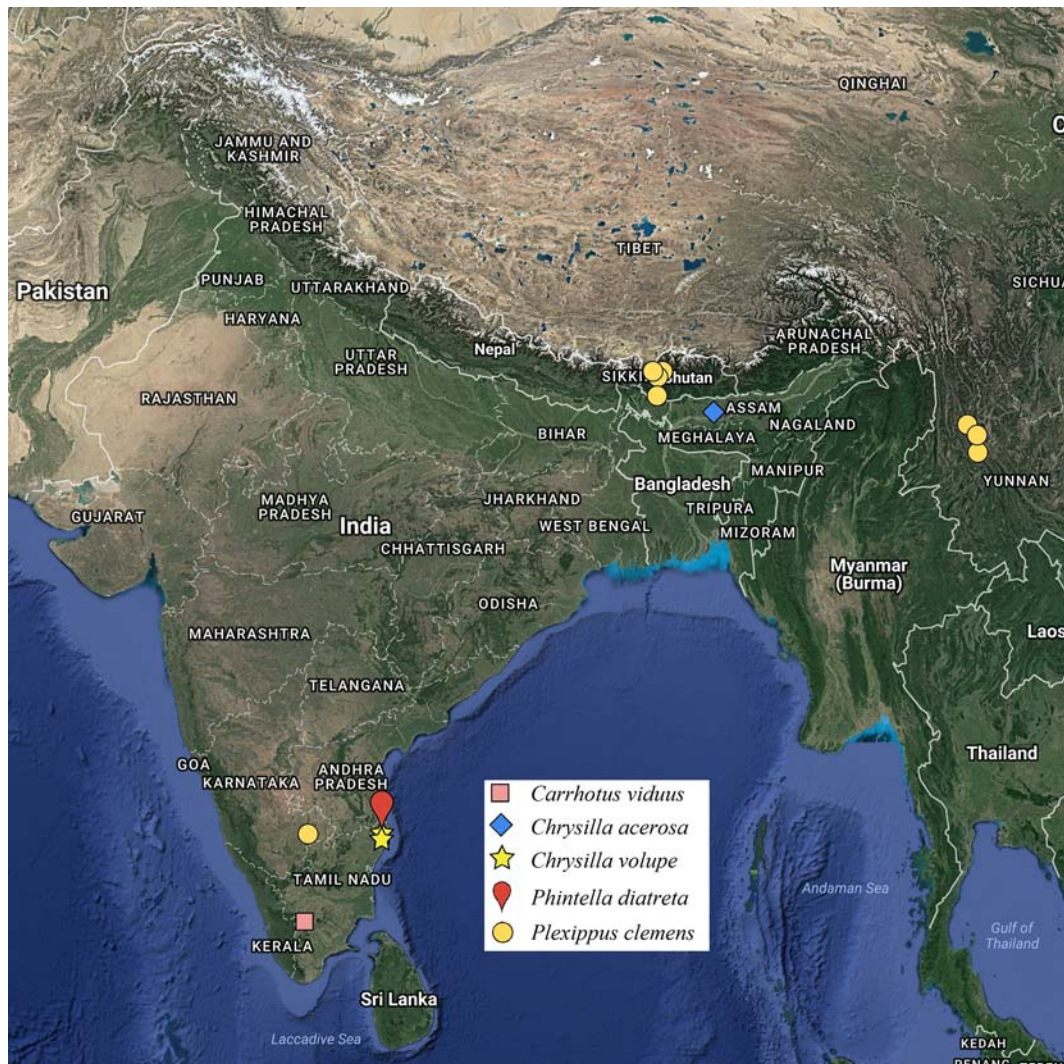 QINGHAI
C
JAMMU AND
KASHMIR
HIMACHAL
PRADESH
TIBET
PUNJAB
UTTARAKHAND
Pakistan
SICHUA
HARYANA
ARUNACHAL
PRADESH
Nepal
UTTAR
PRADESH
SIKKI
Bhutan
RAJASTHAN
ASSAM
NAGALAND
BIHAR
MEGHALAYA
MANIPUR
YUNNAN
Bangladesh
MADHYA
PRADESH
JHARKHAND
GUJARAT
India
WEST BENGAL
TRIPURA
MIZORAM
CHHATTISGARH
Myanmar
(Burma)
ODISHA
MAHARASHTRA
Laos
TELANGANA
Thailand
GOA
KARNATAKA
ANDHRA
PRADESH
Carrhotus viduus
Chrysilla acerosa
Chrysilla volupe
Phintella diatreta
Plexippus clemens
TAMIL NADU
Andaman Sea
KERALA
Gulf of
Thailand
Sri Lanka
Laccadive Sea
KEDAH
PENANG